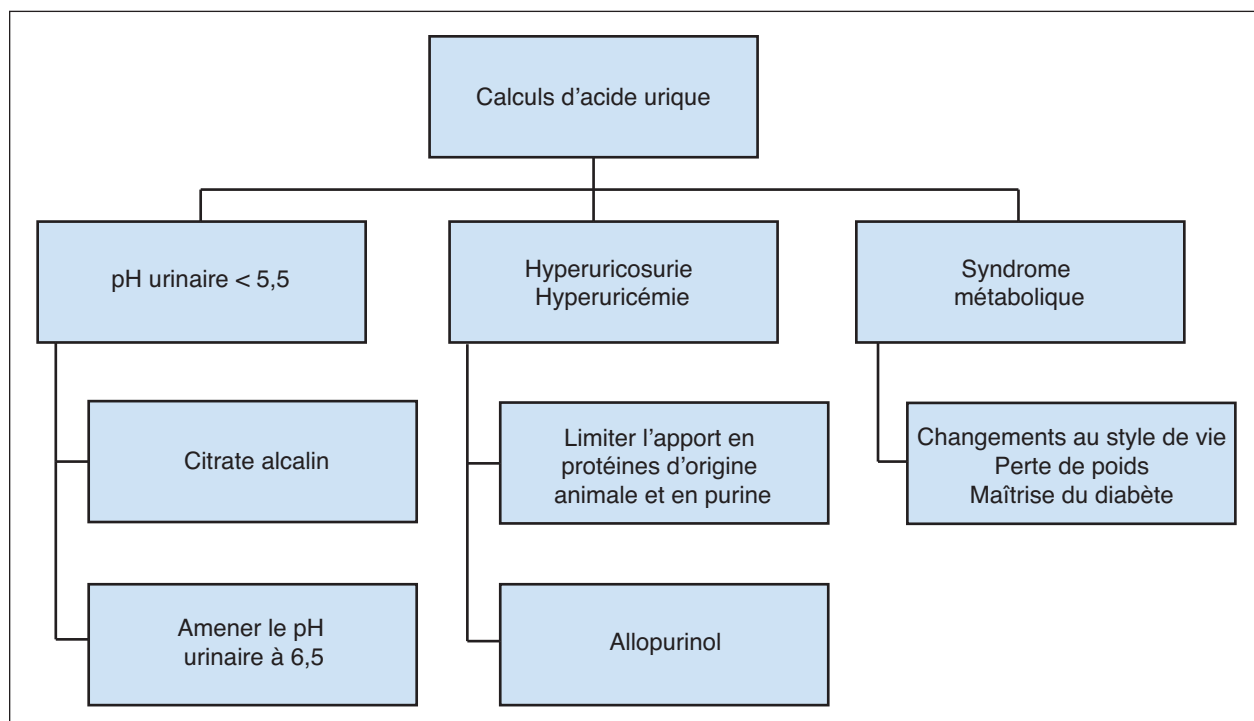 Calculs d'acide urique
pH urinaire < 5,5
Hyperuricosurie
Hyperuricémie
Syndrome
métabolique
Citrate alcalin
Limiter l'apport en
protéines d'origine
animale et en purine
Changements au style de vie
Perte de poids
Maîtrise du diabète
Amener le pH
urinaire à 6,5
Allopurinol